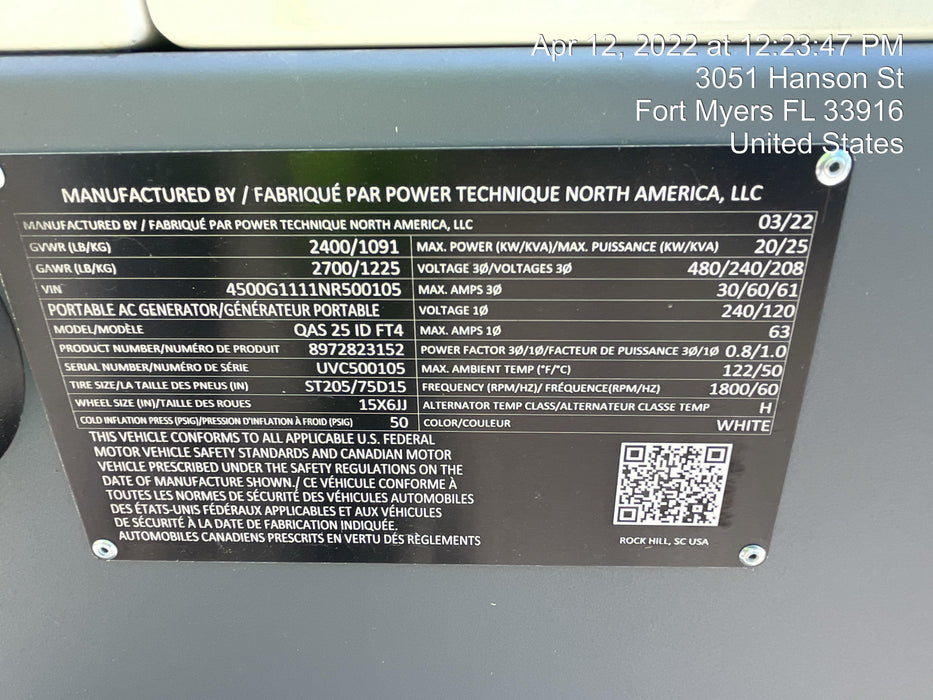 Apr 12, 2022 at 12:23:47 PM
3051 Hanson St
Fort Myers FL 33916
United States
MANUFACTURED BY / FABRIQUÉ PAR POWER TECHNIQUE NORTH AMERICA, LLC
MANUFACTURED BY / FABRIQUÉ PAR POWER TECHNIQUE NORTH AMERICA, LLC 03/22
GVWR (LB/KG) 2400/1091 MAX. POWER (KW/KVA)/MAX. PUISSANCE (KW/KVA) 20/25
GAWR (LB/KG) 2700/1225 VOLTAGE 3Ø/VOLTAGES 3Ø 480/240/208
VIN 4500G1111NR500105 MAX. AMPS 3Ø 30/60/61
PORTABLE AC GENERATOR/GÉNÉRATEUR PORTABLE VOLTAGE 1Ø 240/120
MODEL/MODÈLE QAS 25 ID FT4 MAX. AMPS 1Ø 63
PRODUCT NUMBER/NUMÉRO DE PRODUIT 8972823152 POWER FACTOR 3Ø/1Ø/FACTEUR DE PUISSANCE 3Ø/1Ø 0.8/1.0
SERIAL NUMBER/NUMÉRO DE SÉRIE UVC500105 MAX. AMBIENT TEMP (°F/°C) 122/50
TIRE SIZE/LA TAILLE DES PNEUS (IN) ST205/75D15 FREQUENCY (RPM/HZ)/ FRÉQUENCE(RPM/HZ) 1800/60
WHEEL SIZE (IN)/TAILLE DES ROUES 15X6JJ ALTERNATOR TEMP CLASS/ALTERNATEUR CLASSE TEMP H
COLD INFLATION PRESS (PSIG)/PRESSION D'INFLATION À FROID (PSIG) 50 COLOR/COULEUR WHITE
THIS VEHICLE CONFORMS TO ALL APPLICABLE U.S. FEDERAL
MOTOR VEHICLE SAFETY STANDARDS AND CANADIAN MOTOR
VEHICLE PRESCRIBED UNDER THE SAFETY REGULATIONS ON THE
DATE OF MANUFACTURE SHOWN./ CE VÉHICULE CONFORME À
TOUTES LES NORMES DE SÉCURITÉ DES VÉHICULES AUTOMOBILES
DES ÉTATS-UNIS FÉDÉRAUX APPLICABLES ET AUX VÉHICULES
DE SÉCURITÉ À LA DATE DE FABRICATION INDIQUÉE.
AUTOMOBILES CANADIENS PRESCRITS EN VERTU DÉS RÈGLEMENTS
ROCK HILL, SC USA